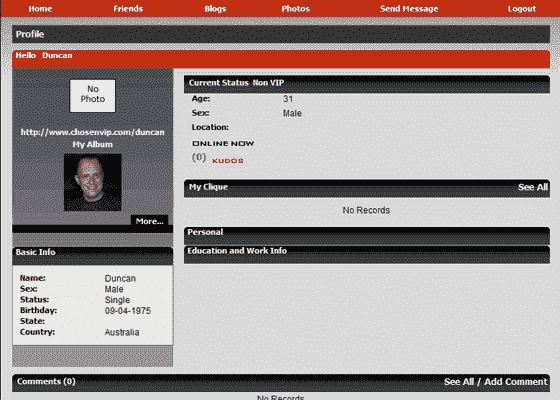 Home Friends Blogs Photos Send Message Logout
Profile
Hello Duncan
No
Photo
http://www.chosenvip.com/duncan
My Album
More...
Basic Info
Name: Duncan
Sex: Male
Status: Single
Birthday: 09-04-1975
State:
Country: Australia
Current Status Non VIP
Age: 31
Sex: Male
Location:
ONLINE NOW
(0) KUDOS
My Clique See All
No Records
Personal
Education and Work Info
Comments (0) See All / Add Comment
No Records